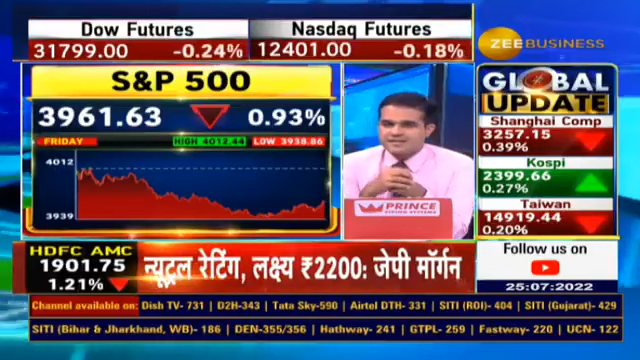 Dow Futures
31799.00 -0.24%
Nasdaq Futures
12401.00 -0.18%
ZEE BUSINESS
S&P 500
3961.63 0.93%
FRIDAY HIGH 4012.44 LOW 3938.86
4012
3939
PRINCE
PIPING SYSTEMS
GLOBAL
UPDATE
Shanghai Comp
3257.15
0.39%
Kospi
2399.66
0.27%
Taiwan
14919.44
0.20%
HDFC AMC
1901.75
1.21%
न्यूट्रल रेटिंग, लक्ष्य ₹2200: जेपी मॉर्गन
Follow us on
25:07:2022
Channel available on: Dish TV- 731 | D2H-343 | Tata Sky-590 | Airtel DTH- 331 | SITI (ROI)- 404 | SITI (Gujarat)- 429
SITI (Bihar & Jharkhand, WB)- 186 | DEN-355/356 | Hathway- 241 | GTPL- 259 | Fastway- 220 | UCN- 122